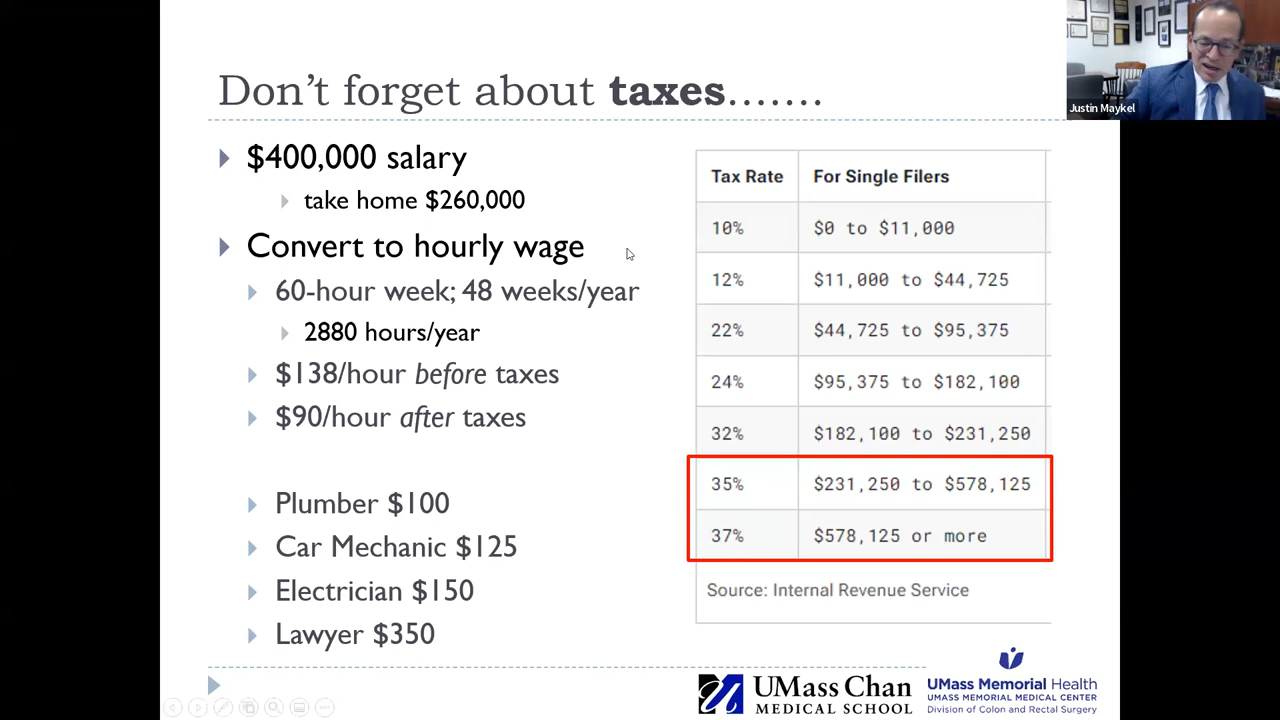 Don't forget about taxes.......
$400,000 salary
take home $260,000
Convert to hourly wage
60-hour week; 48 weeks/year
2880 hours/year
$138/hour before taxes
$90/hour after taxes
Plumber $100
Car Mechanic $125
Electrician $150
Lawyer $350
Tax Rate For Single Filers
10% $0 to $11,000
12% $11,000 to $44,725
22% $44,725 to $95,375
24% $95,375 to $182,100
32% $182,100 to $231,250
35% $231,250 to $578,125
37% $578,125 or more
Source: Internal Revenue Service
UMass Chan
MEDICAL SCHOOL
UMass Memorial Health
UMASS MEMORIAL MEDICAL CENTER
Division of Colon and Rectal Surgery
Justin Maykel